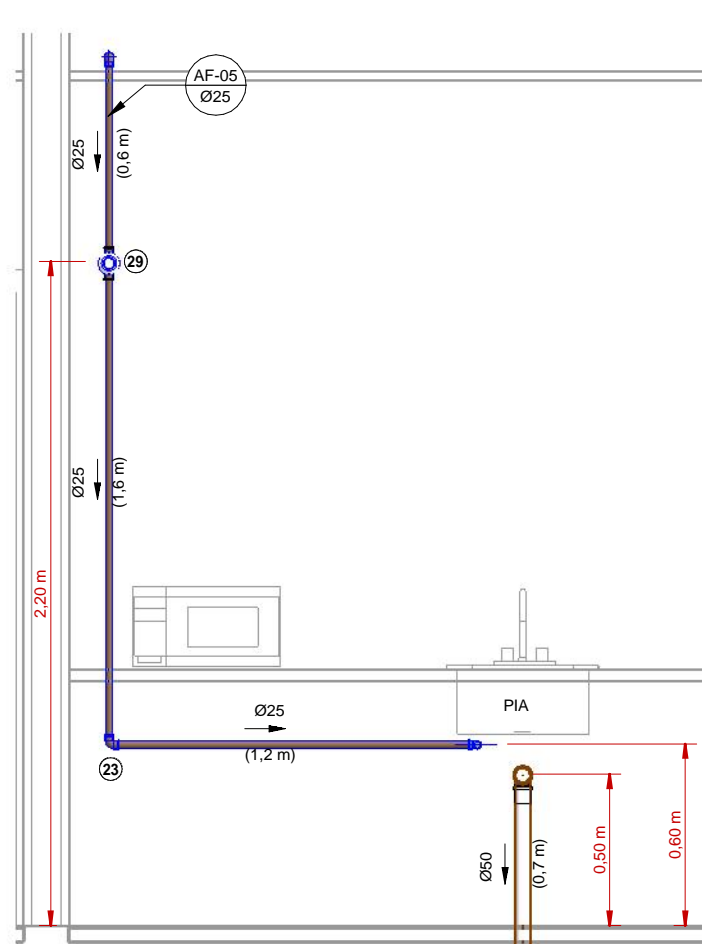 AF-05
Ø25
Ø25
(0,6 m)
29
Ø25
(1,6 m)
2,20 m
PIA
Ø25
(1,2 m)
23
Ø50
(0,7 m)
0,50 m
0,60 m